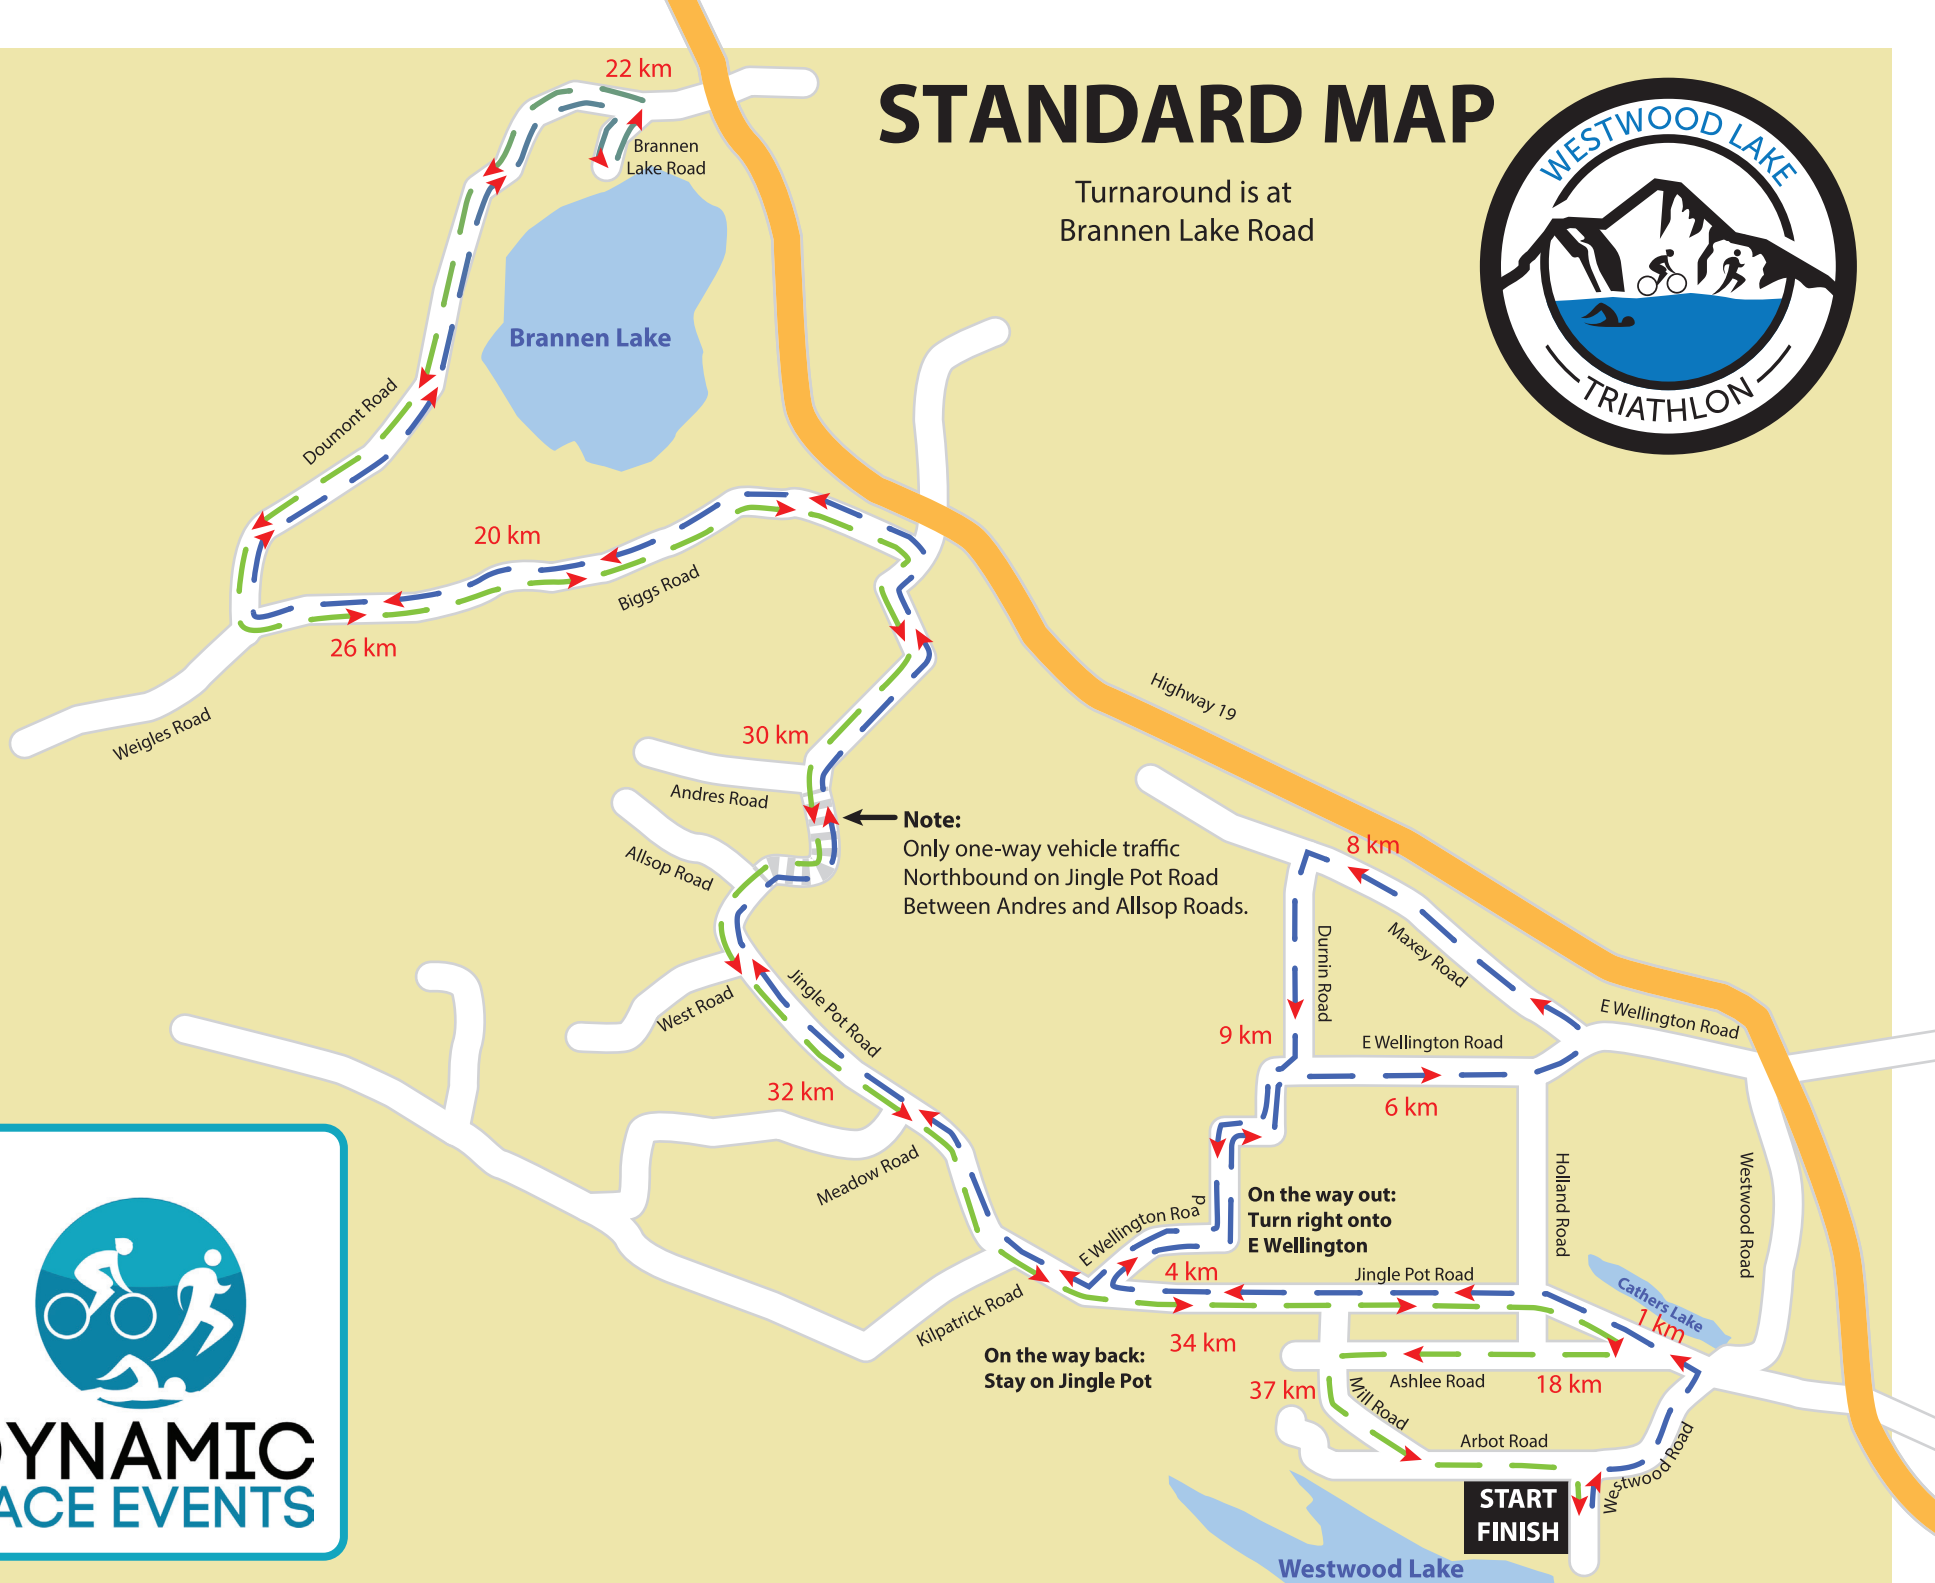 STANDARD MAP
Turnaround is at
Brannen Lake Road
WESTWOOD LAKE
TRIATHLON
22 km
Brannen
Lake Road
Brannen Lake
Doumont Road
20 km
Biggs Road
26 km
Weigles Road
Highway 19
30 km
Andres Road
Allsop Road
Note:
Only one-way vehicle traffic
Northbound on Jingle Pot Road
Between Andres and Allsop Roads.
8 km
Maxey Road
Durnin Road
E Wellington Road
West Road
Jingle Pot Road
9 km
E Wellington Road
6 km
32 km
Meadow Road
Holland Road
Westwood Road
E Wellington Road
On the way out:
Turn right onto
E Wellington
4 km
Jingle Pot Road
Cathers Lake
1 km
Kilpatrick Road
34 km
On the way back:
Stay on Jingle Pot
37 km
Mill Road
Ashlee Road
18 km
Arbot Road
Westwood Road
START
FINISH
Westwood Lake
YNAMIC
ACE EVENTS